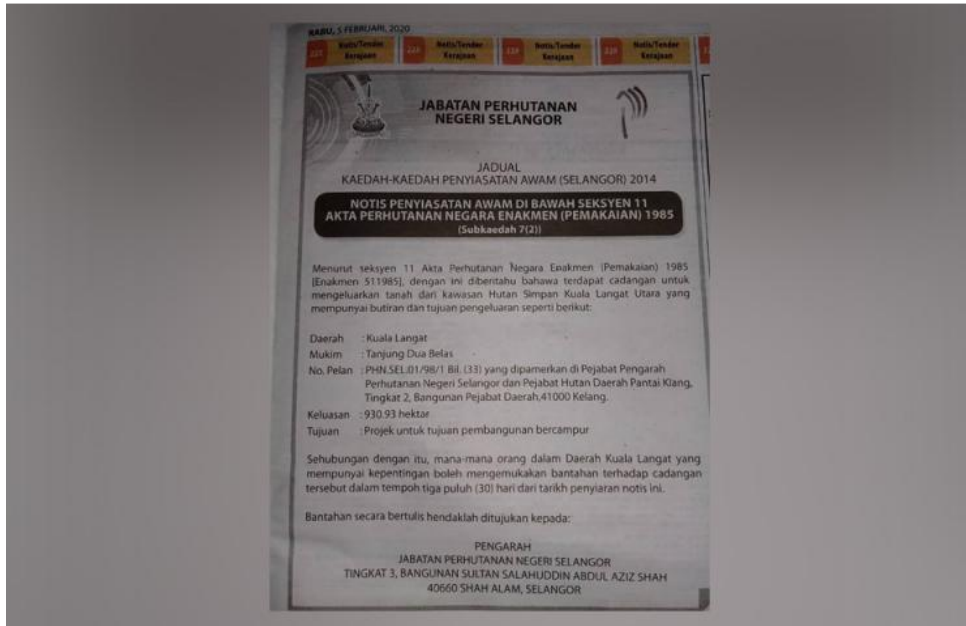 RABU, 5 FEBRUARI, 2020
229 Notis/Tender Kerajaan 229 Notis/Tender Kerajaan 229 Notis/Tender Kerajaan
JABATAN PERHUTANAN
NEGERI SELANGOR
JADUAL
KAEDAH-KAEDAH PENYIASATAN AWAM (SELANGOR) 2014
NOTIS PENYIASATAN AWAM DI BAWAH SEKSYEN 11
AKTA PERHUTANAN NEGARA ENAKMEN (PEMAKAIAN) 1985
(Subkaedah 7(2))
Menurut seksyen 11 Akta Perhutanan Negara Enakmen (Pemakaian) 1985
[Enakmen 511985], dengan ini diberitahu bahawa terdapat cadangan untuk
mengeluarkan tanah dari kawasan Hutan Simpan Kuala Langat Utara yang
mempunyai butiran dan tujuan pengeluaran seperti berikut:
Daerah : Kuala Langat
Mukim : Tanjung Dua Belas
No. Pelan : PHN.SEL.01/98/1 Bil. (33) yang dipamerkan di Pejabat Pengarah
Perhutanan Negeri Selangor dan Pejabat Hutan Daerah Pantai Klang,
Tingkat 2, Bangunan Pejabat Daerah,41000 Kelang.
Keluasan : 930.93 hektar
Tujuan : Projek untuk tujuan pembangunan bercampur
Sehubungan dengan itu, mana-mana orang dalam Daerah Kuala Langat yang
mempunyai kepentingan boleh mengemukakan bantahan terhadap cadangan
tersebut dalam tempoh tiga puluh (30) hari dari tarikh penyiaran notis ini.
Bantahan secara bertulis hendaklah ditujukan kepada:
PENGARAH
JABATAN PERHUTANAN NEGERI SELANGOR
TINGKAT 3, BANGUNAN SULTAN SALAHUDDIN ABDUL AZIZ SHAH
40660 SHAH ALAM, SELANGOR